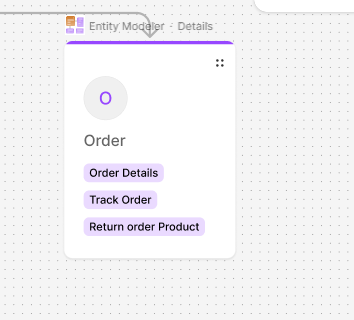 Entity Modeler · Details
O
Order
Order Details
Track Order
Return order Product